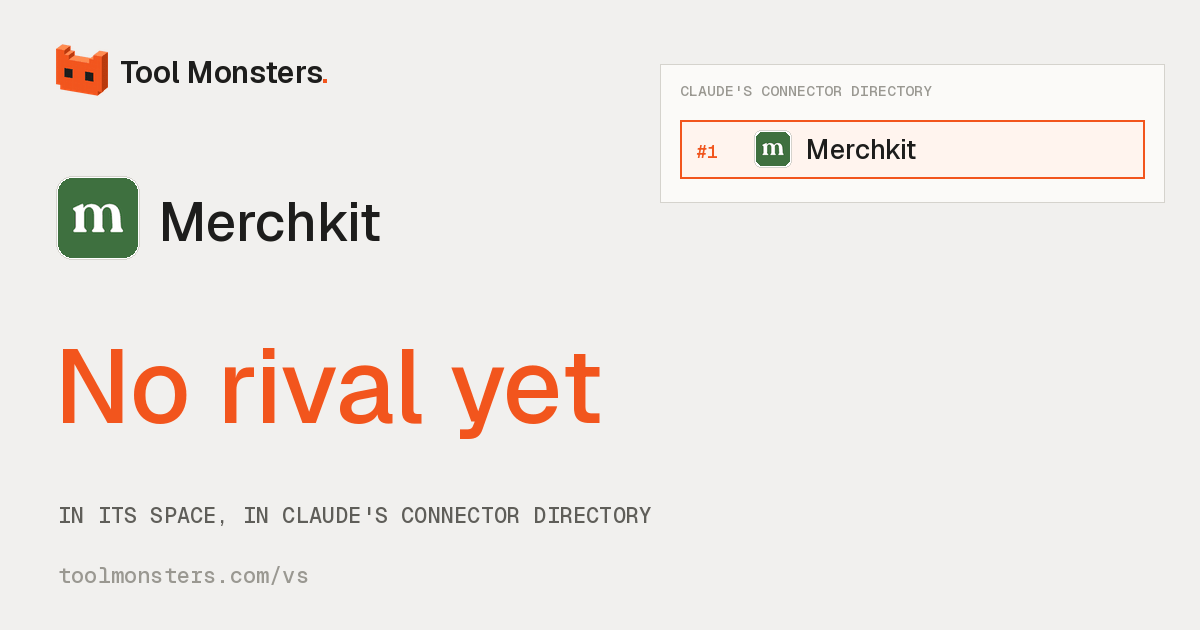 Tool Monsters.
m Merchkit
No rival yet
IN ITS SPACE, IN CLAUDE'S CONNECTOR DIRECTORY
toolmonsters.com/vs
CLAUDE'S CONNECTOR DIRECTORY
#1 m Merchkit